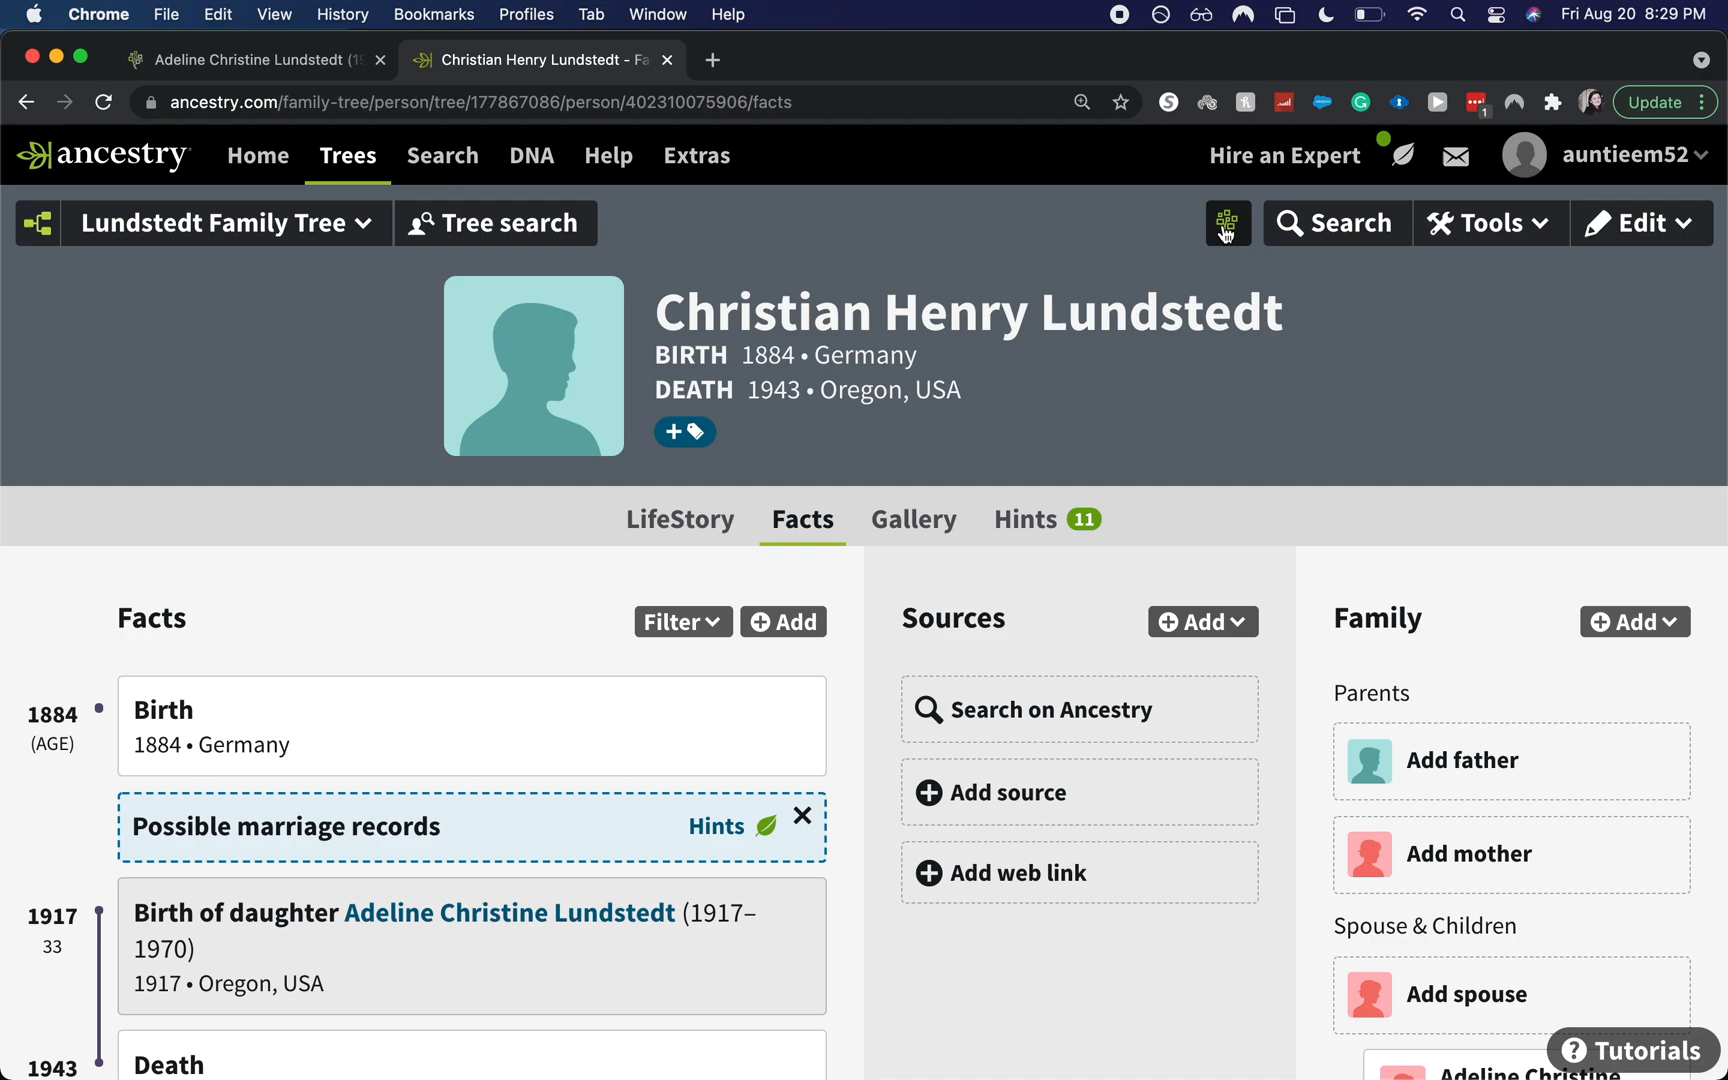 Chrome File Edit View History Bookmarks Profiles Tab Window Help Fri Aug 20 8:29 PM
Adeline Christine Lundstedt (19
Christian Henry Lundstedt - Fa
ancestry.com/family-tree/person/tree/177867086/person/402310075906/facts
1
Update
ancestry Home Trees Search DNA Help Extras Hire an Expert auntieem52
Lundstedt Family Tree Tree search Search Tools Edit
Christian Henry Lundstedt
BIRTH 1884 • Germany
DEATH 1943 • Oregon, USA
LifeStory Facts Gallery Hints 11
Facts Filter Add
1884
(AGE)
Birth
1884 • Germany
Possible marriage records Hints
1917
33
Birth of daughter Adeline Christine Lundstedt (1917–
1970)
1917 • Oregon, USA
1943
Death
Sources Add
Search on Ancestry
Add source
Add web link
Family Add
Parents
Add father
Add mother
Spouse & Children
Add spouse
Adeline Christine
Tutorials